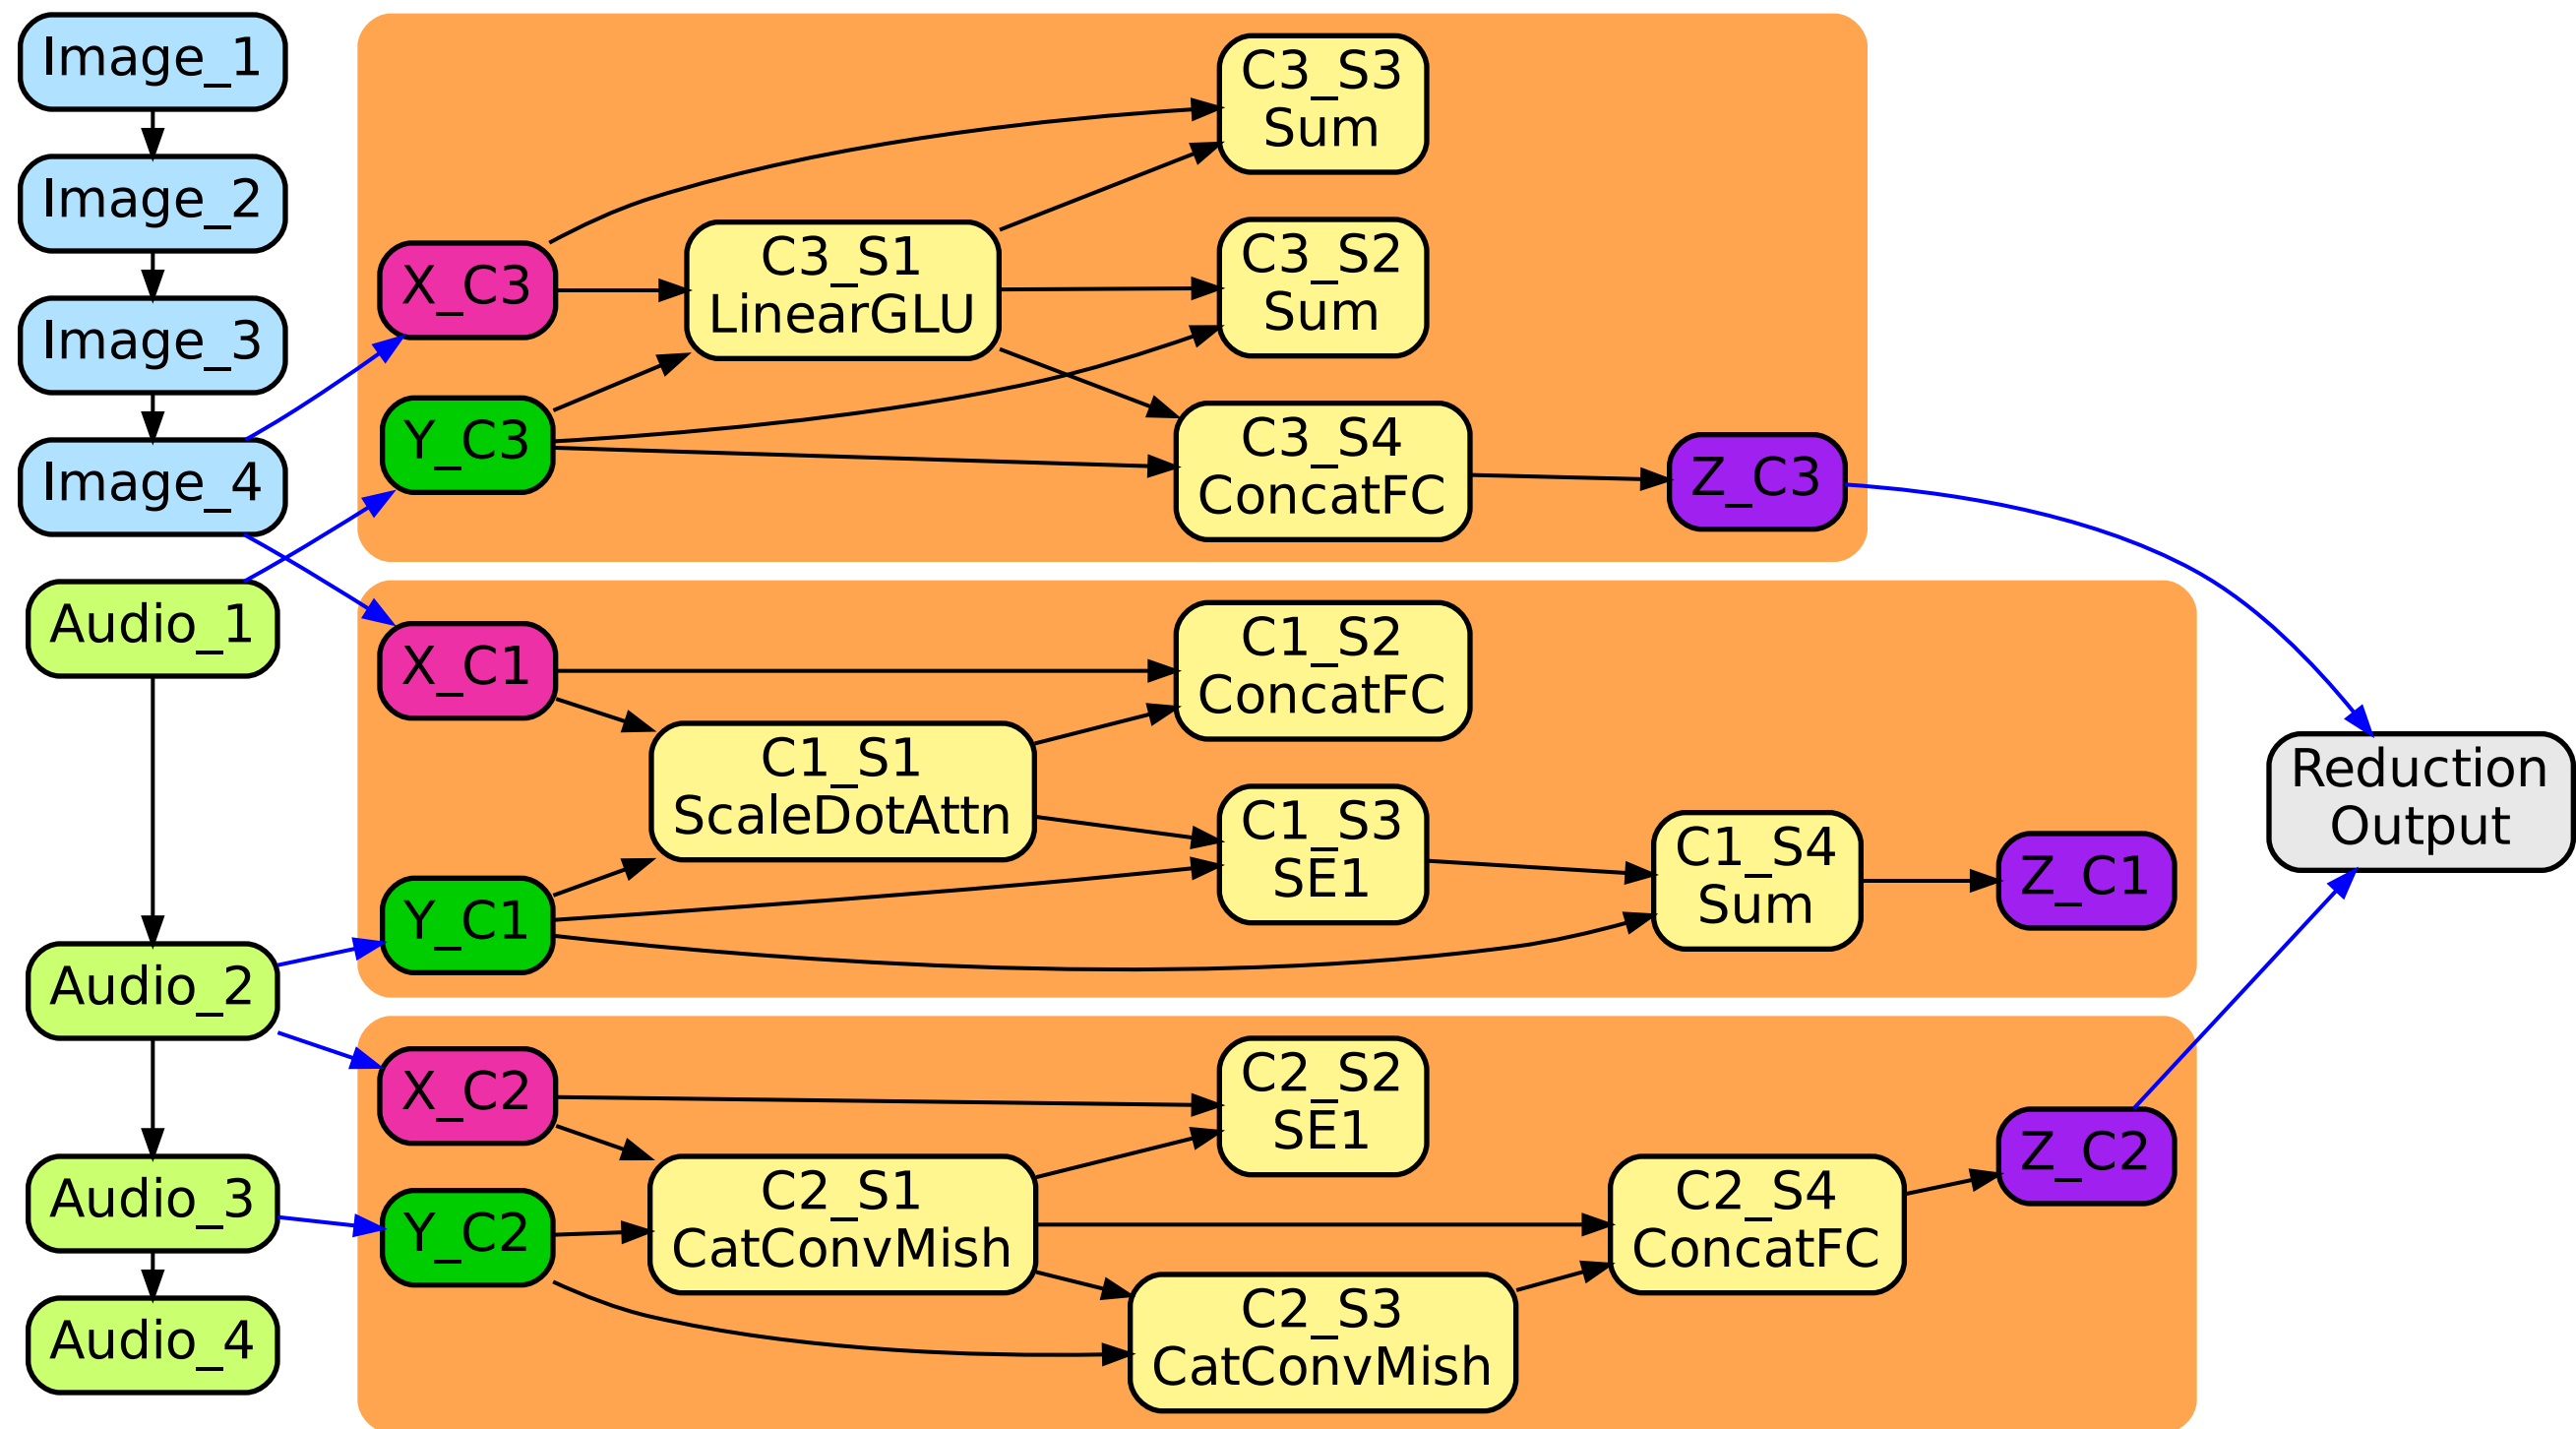 Image_1
Image_2
Image_3
Image_4
Audio_1
Audio_2
Audio_3
Audio_4
X_C3
Y_C3
C3_S1
LinearGLU
C3_S3
Sum
C3_S2
Sum
C3_S4
ConcatFC
Z_C3
X_C1
Y_C1
C1_S1
ScaleDotAttn
C1_S2
ConcatFC
C1_S3
SE1
C1_S4
Sum
Z_C1
X_C2
Y_C2
C2_S1
CatConvMish
C2_S2
SE1
C2_S3
CatConvMish
C2_S4
ConcatFC
Z_C2
Reduction
Output